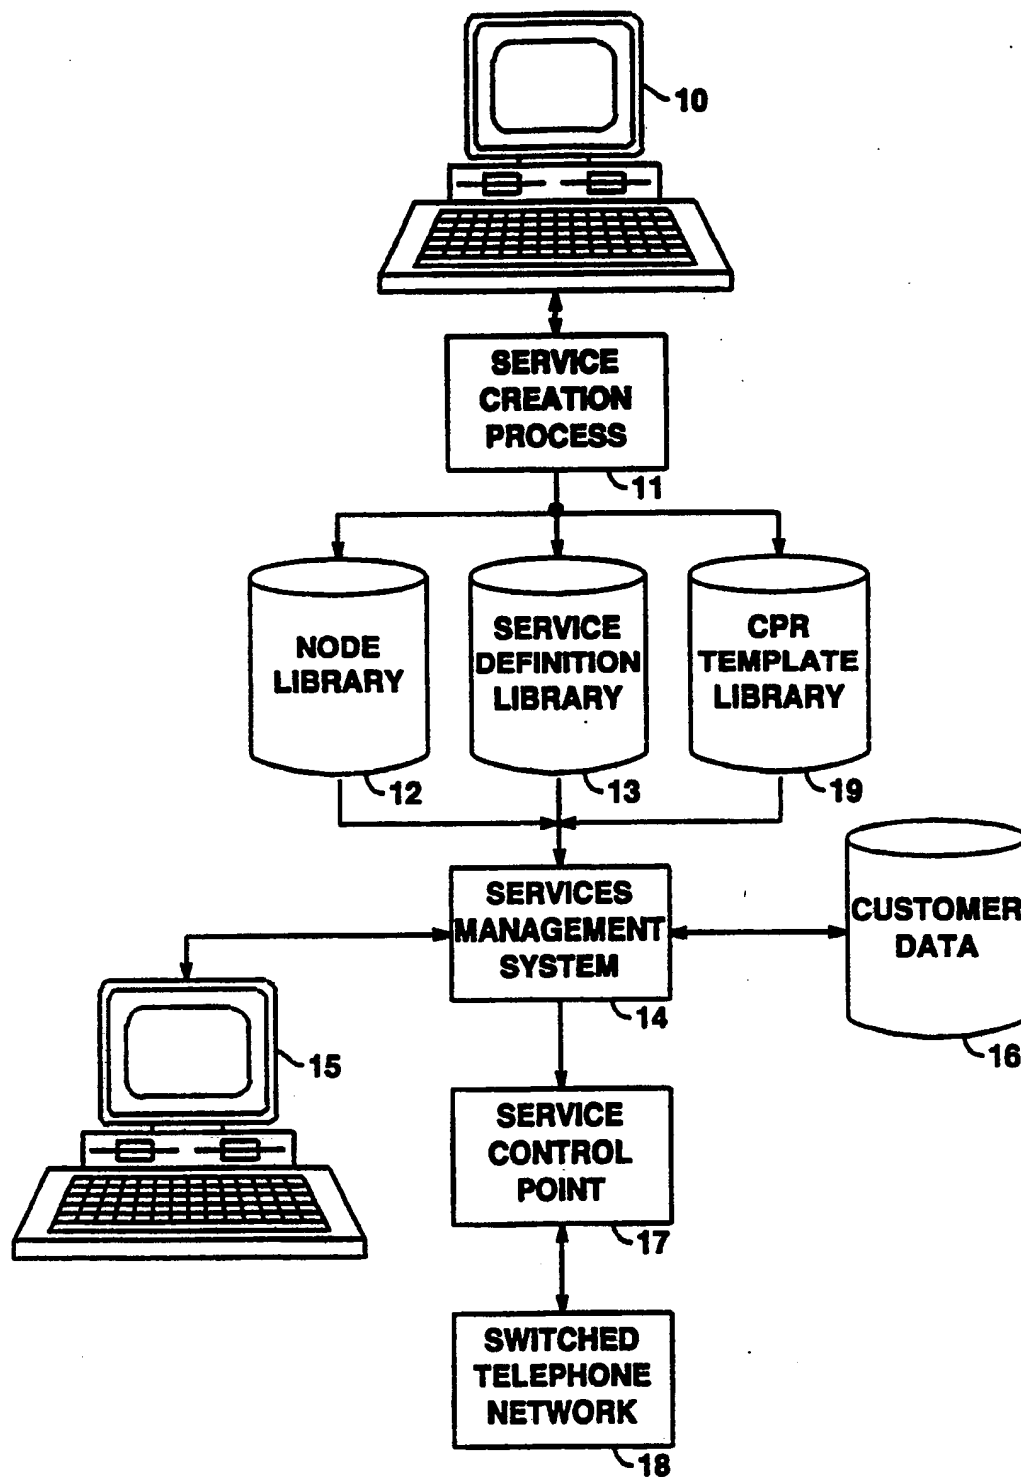 10
SERVICE
CREATION
PROCESS
11
NODE
LIBRARY
12
SERVICE
DEFINITION
LIBRARY
13
CPR
TEMPLATE
LIBRARY
19
SERVICES
MANAGEMENT
SYSTEM
14
CUSTOMER
DATA
16
15
SERVICE
CONTROL
POINT
17
SWITCHED
TELEPHONE
NETWORK
18